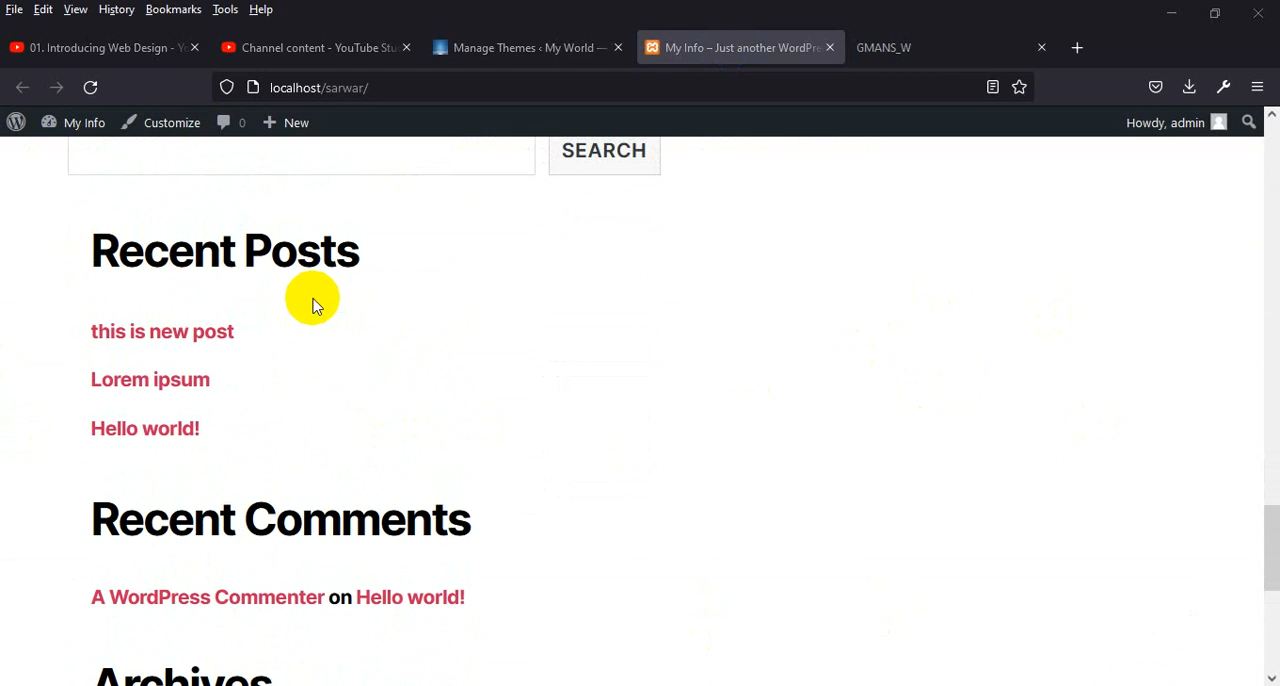 File Edit View History Bookmarks Tools Help
01. Introducing Web Design - Y
Channel content - YouTube Stu
Manage Themes ‹ My World —
My Info – Just another WordPre
GMANS_W
localhost/sarwar/
My Info
Customize
0
New
Howdy, admin
SEARCH
Recent Posts
this is new post
Lorem ipsum
Hello world!
Recent Comments
A WordPress Commenter on Hello world!
Archives